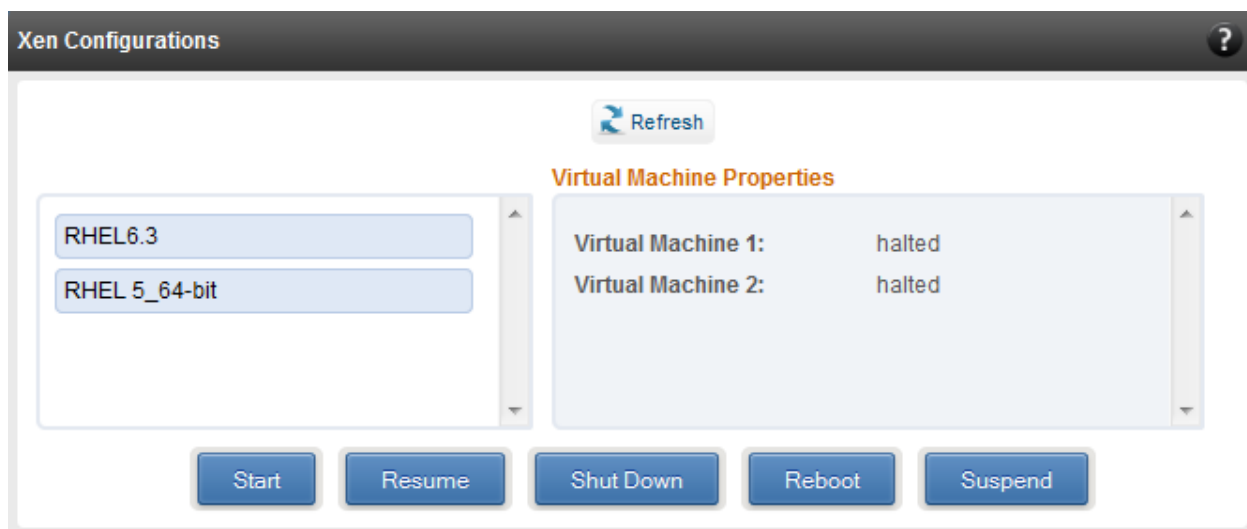 Xen Configurations ?
Refresh
Virtual Machine Properties
RHEL6.3
RHEL 5_64-bit
Virtual Machine 1: halted
Virtual Machine 2: halted
Start Resume Shut Down Reboot Suspend